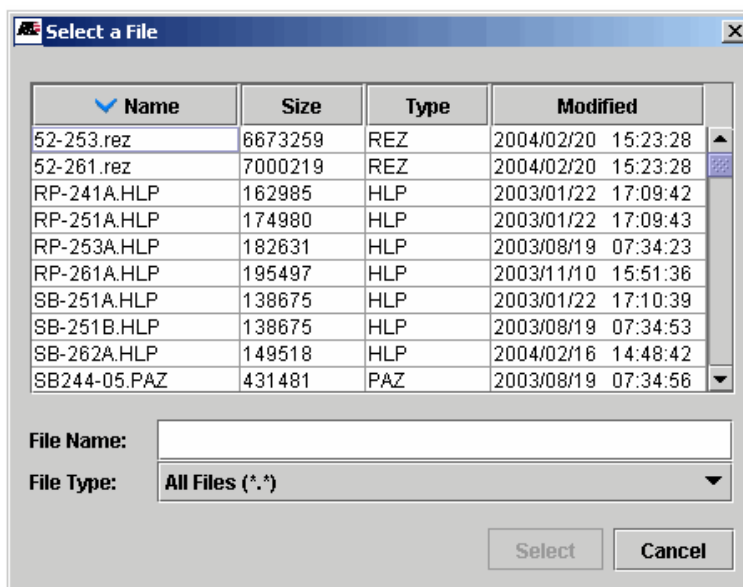 Select a File
Name Size Type Modified
52-253.rez 6673259 REZ 2004/02/20 15:23:28
52-261.rez 7000219 REZ 2004/02/20 15:23:28
RP-241A.HLP 162985 HLP 2003/01/22 17:09:42
RP-251A.HLP 174980 HLP 2003/01/22 17:09:43
RP-253A.HLP 182631 HLP 2003/08/19 07:34:23
RP-261A.HLP 195497 HLP 2003/11/10 15:51:36
SB-251A.HLP 138675 HLP 2003/01/22 17:10:39
SB-251B.HLP 138675 HLP 2003/08/19 07:34:53
SB-262A.HLP 149518 HLP 2004/02/16 14:48:42
SB244-05.PAZ 431481 PAZ 2003/08/19 07:34:56
File Name:
File Type: All Files (*.*)
Select Cancel